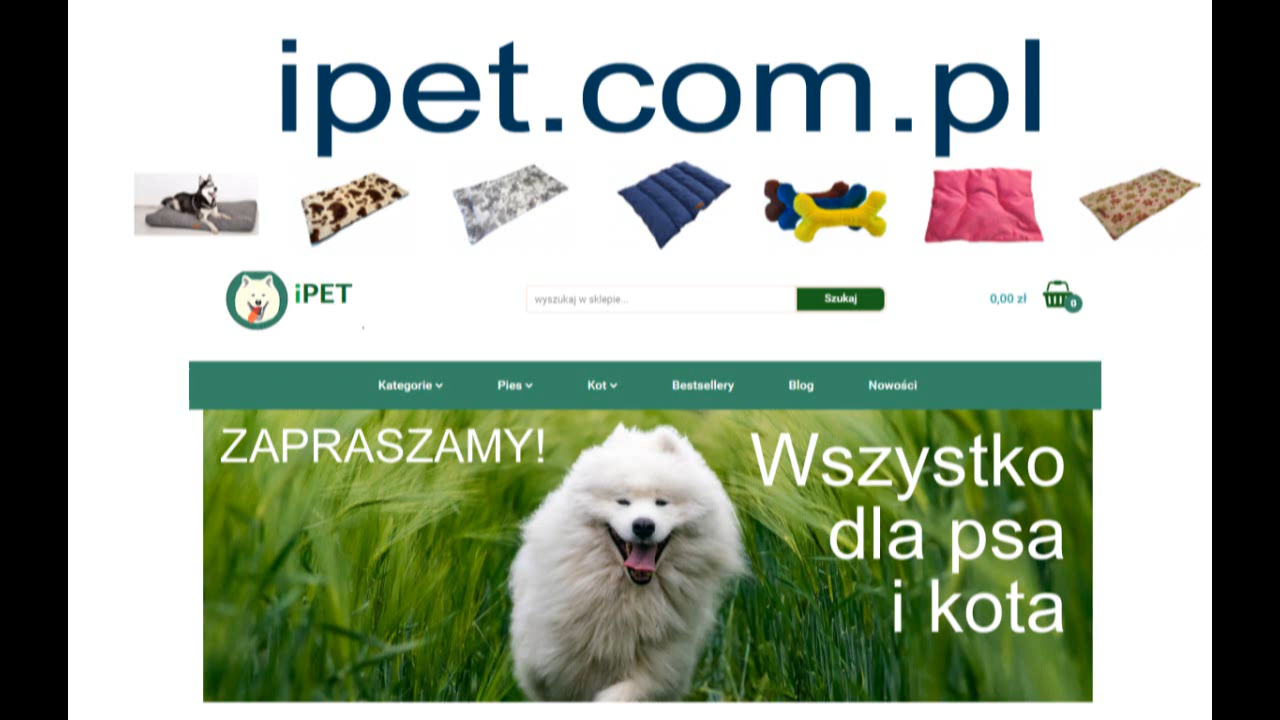 ipet.com.pl
iPET
wyszukaj w sklepie...
Szukaj
0,00 zł
0
Kategorie
Pies
Kot
Bestsellery
Blog
Nowości
ZAPRASZAMY!
Wszystko
dla psa
i kota